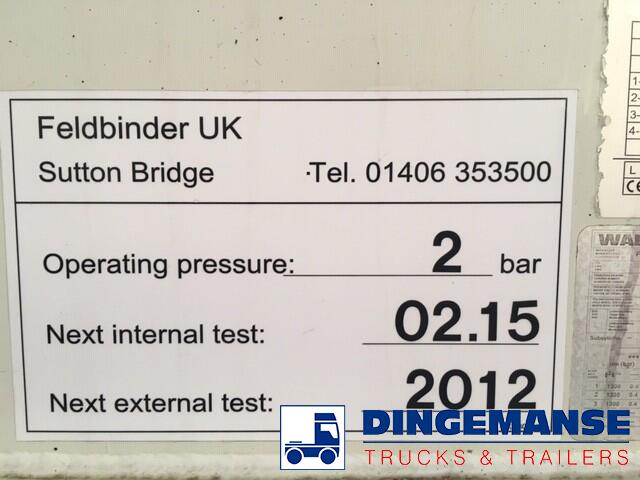 Feldbinder UK
Sutton Bridge Tel. 01406 353500
Operating pressure: 2 bar
Next internal test: 02.15
Next external test: 2012
DINGEMANSE
TRUCKS & TRAILERS